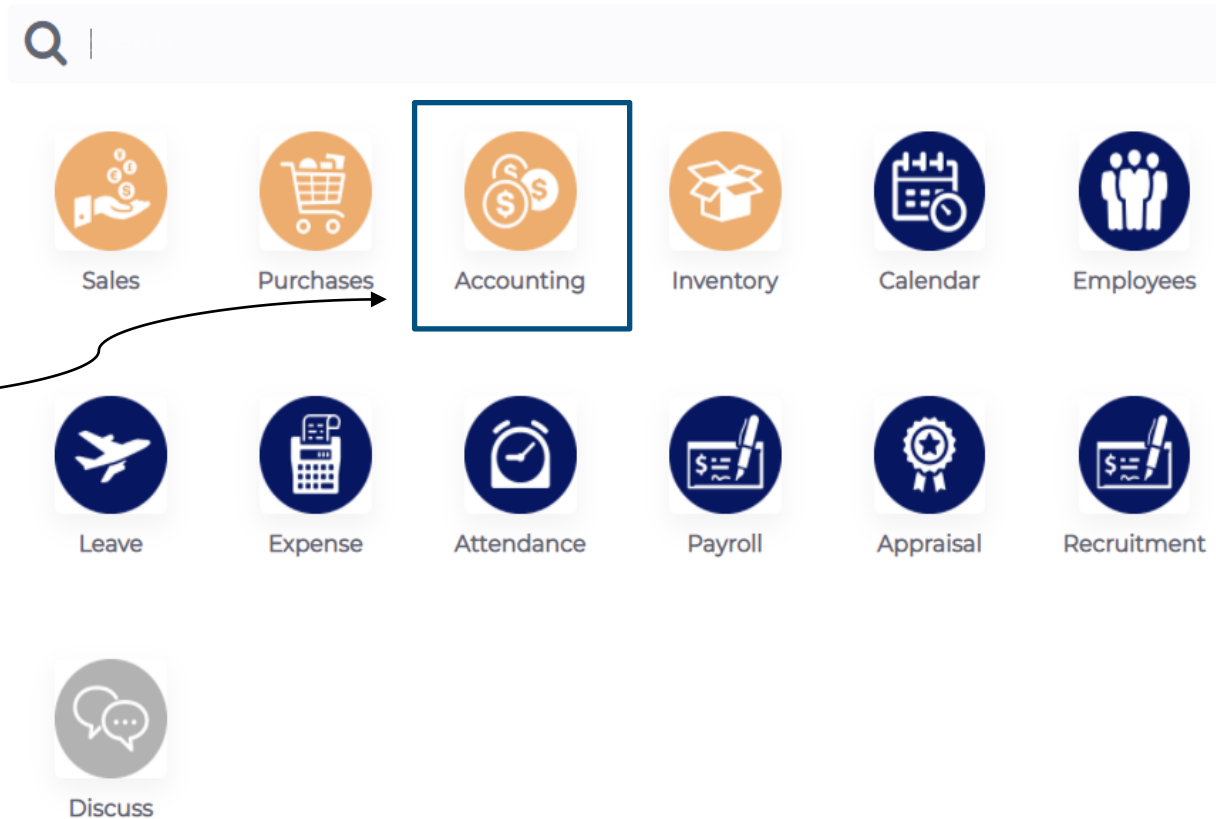 Sales
Purchases
Accounting
Inventory
Calendar
Employees
Leave
Expense
Attendance
Payroll
Appraisal
Recruitment
Discuss